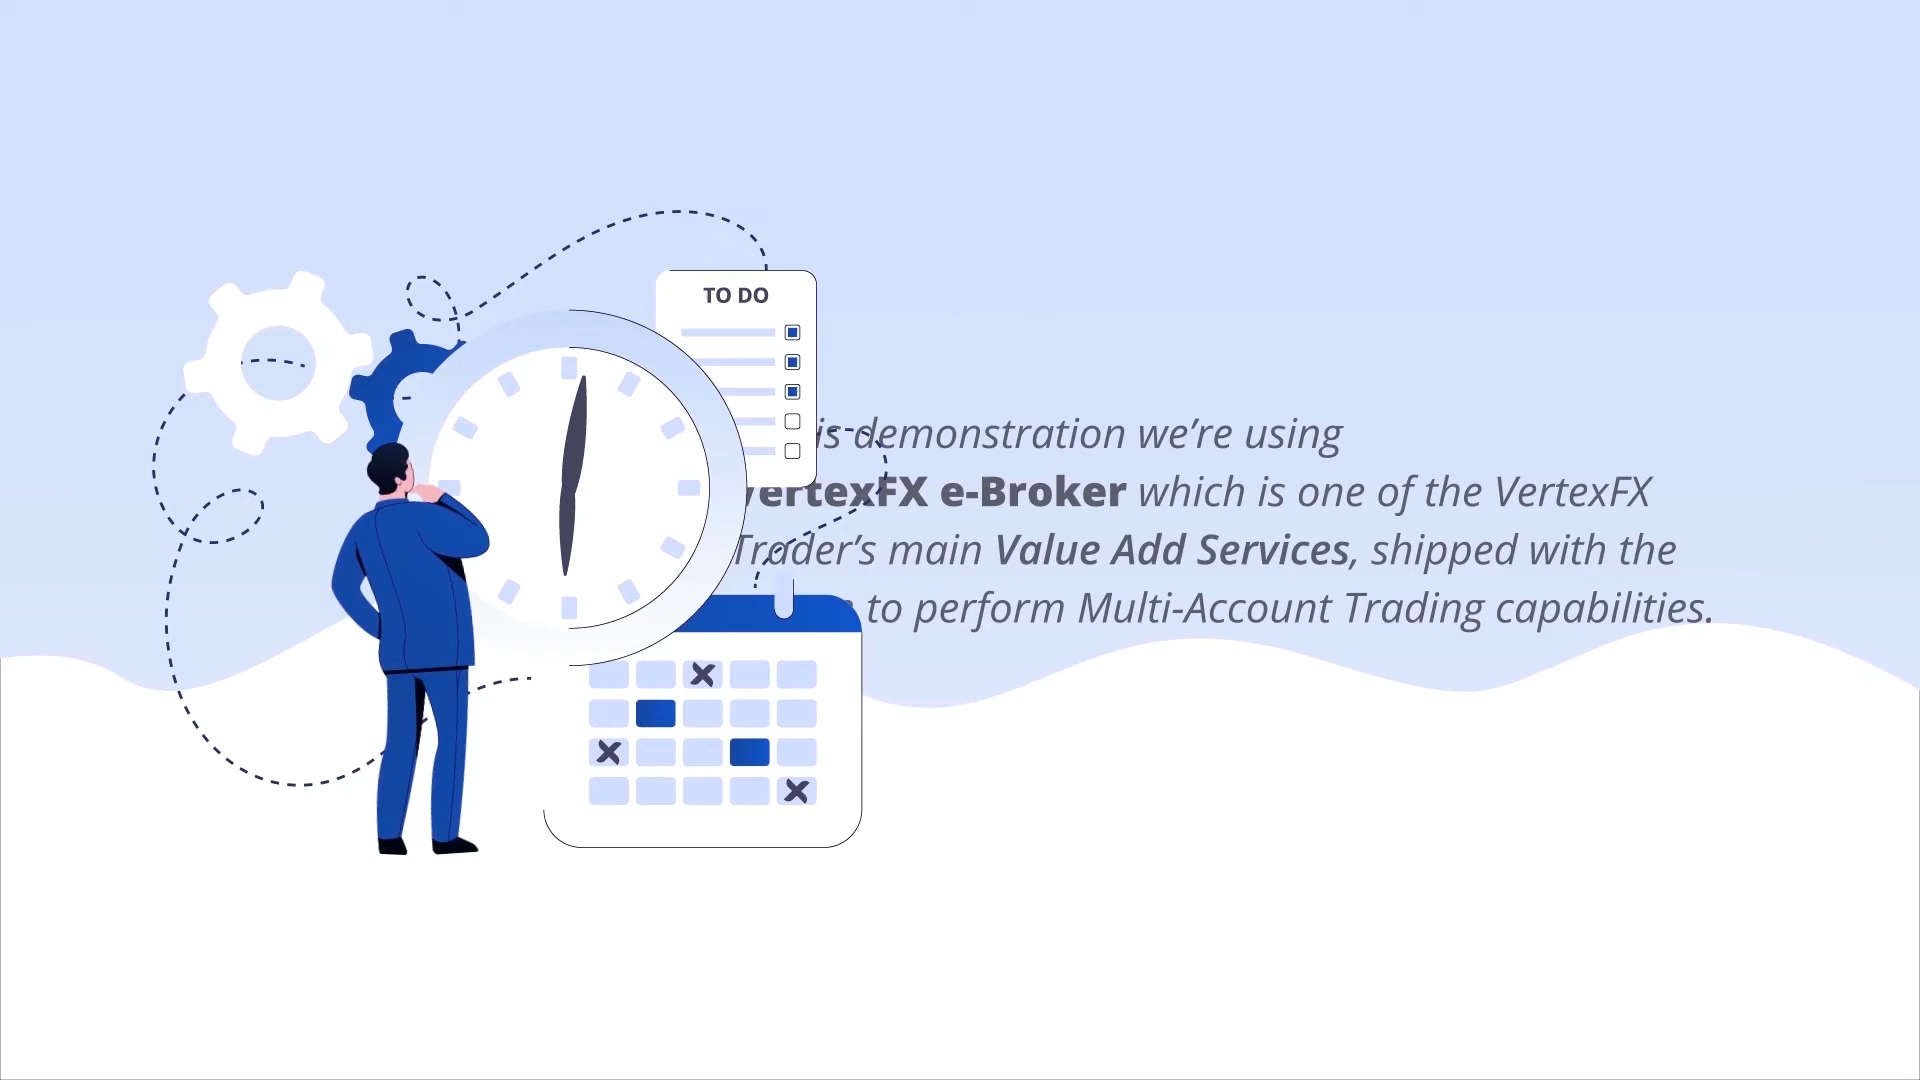 TO DO
is demonstration we’re using
VertexFX e-Broker which is one of the VertexFX
Trader’s main Value Add Services, shipped with the
to perform Multi-Account Trading capabilities.